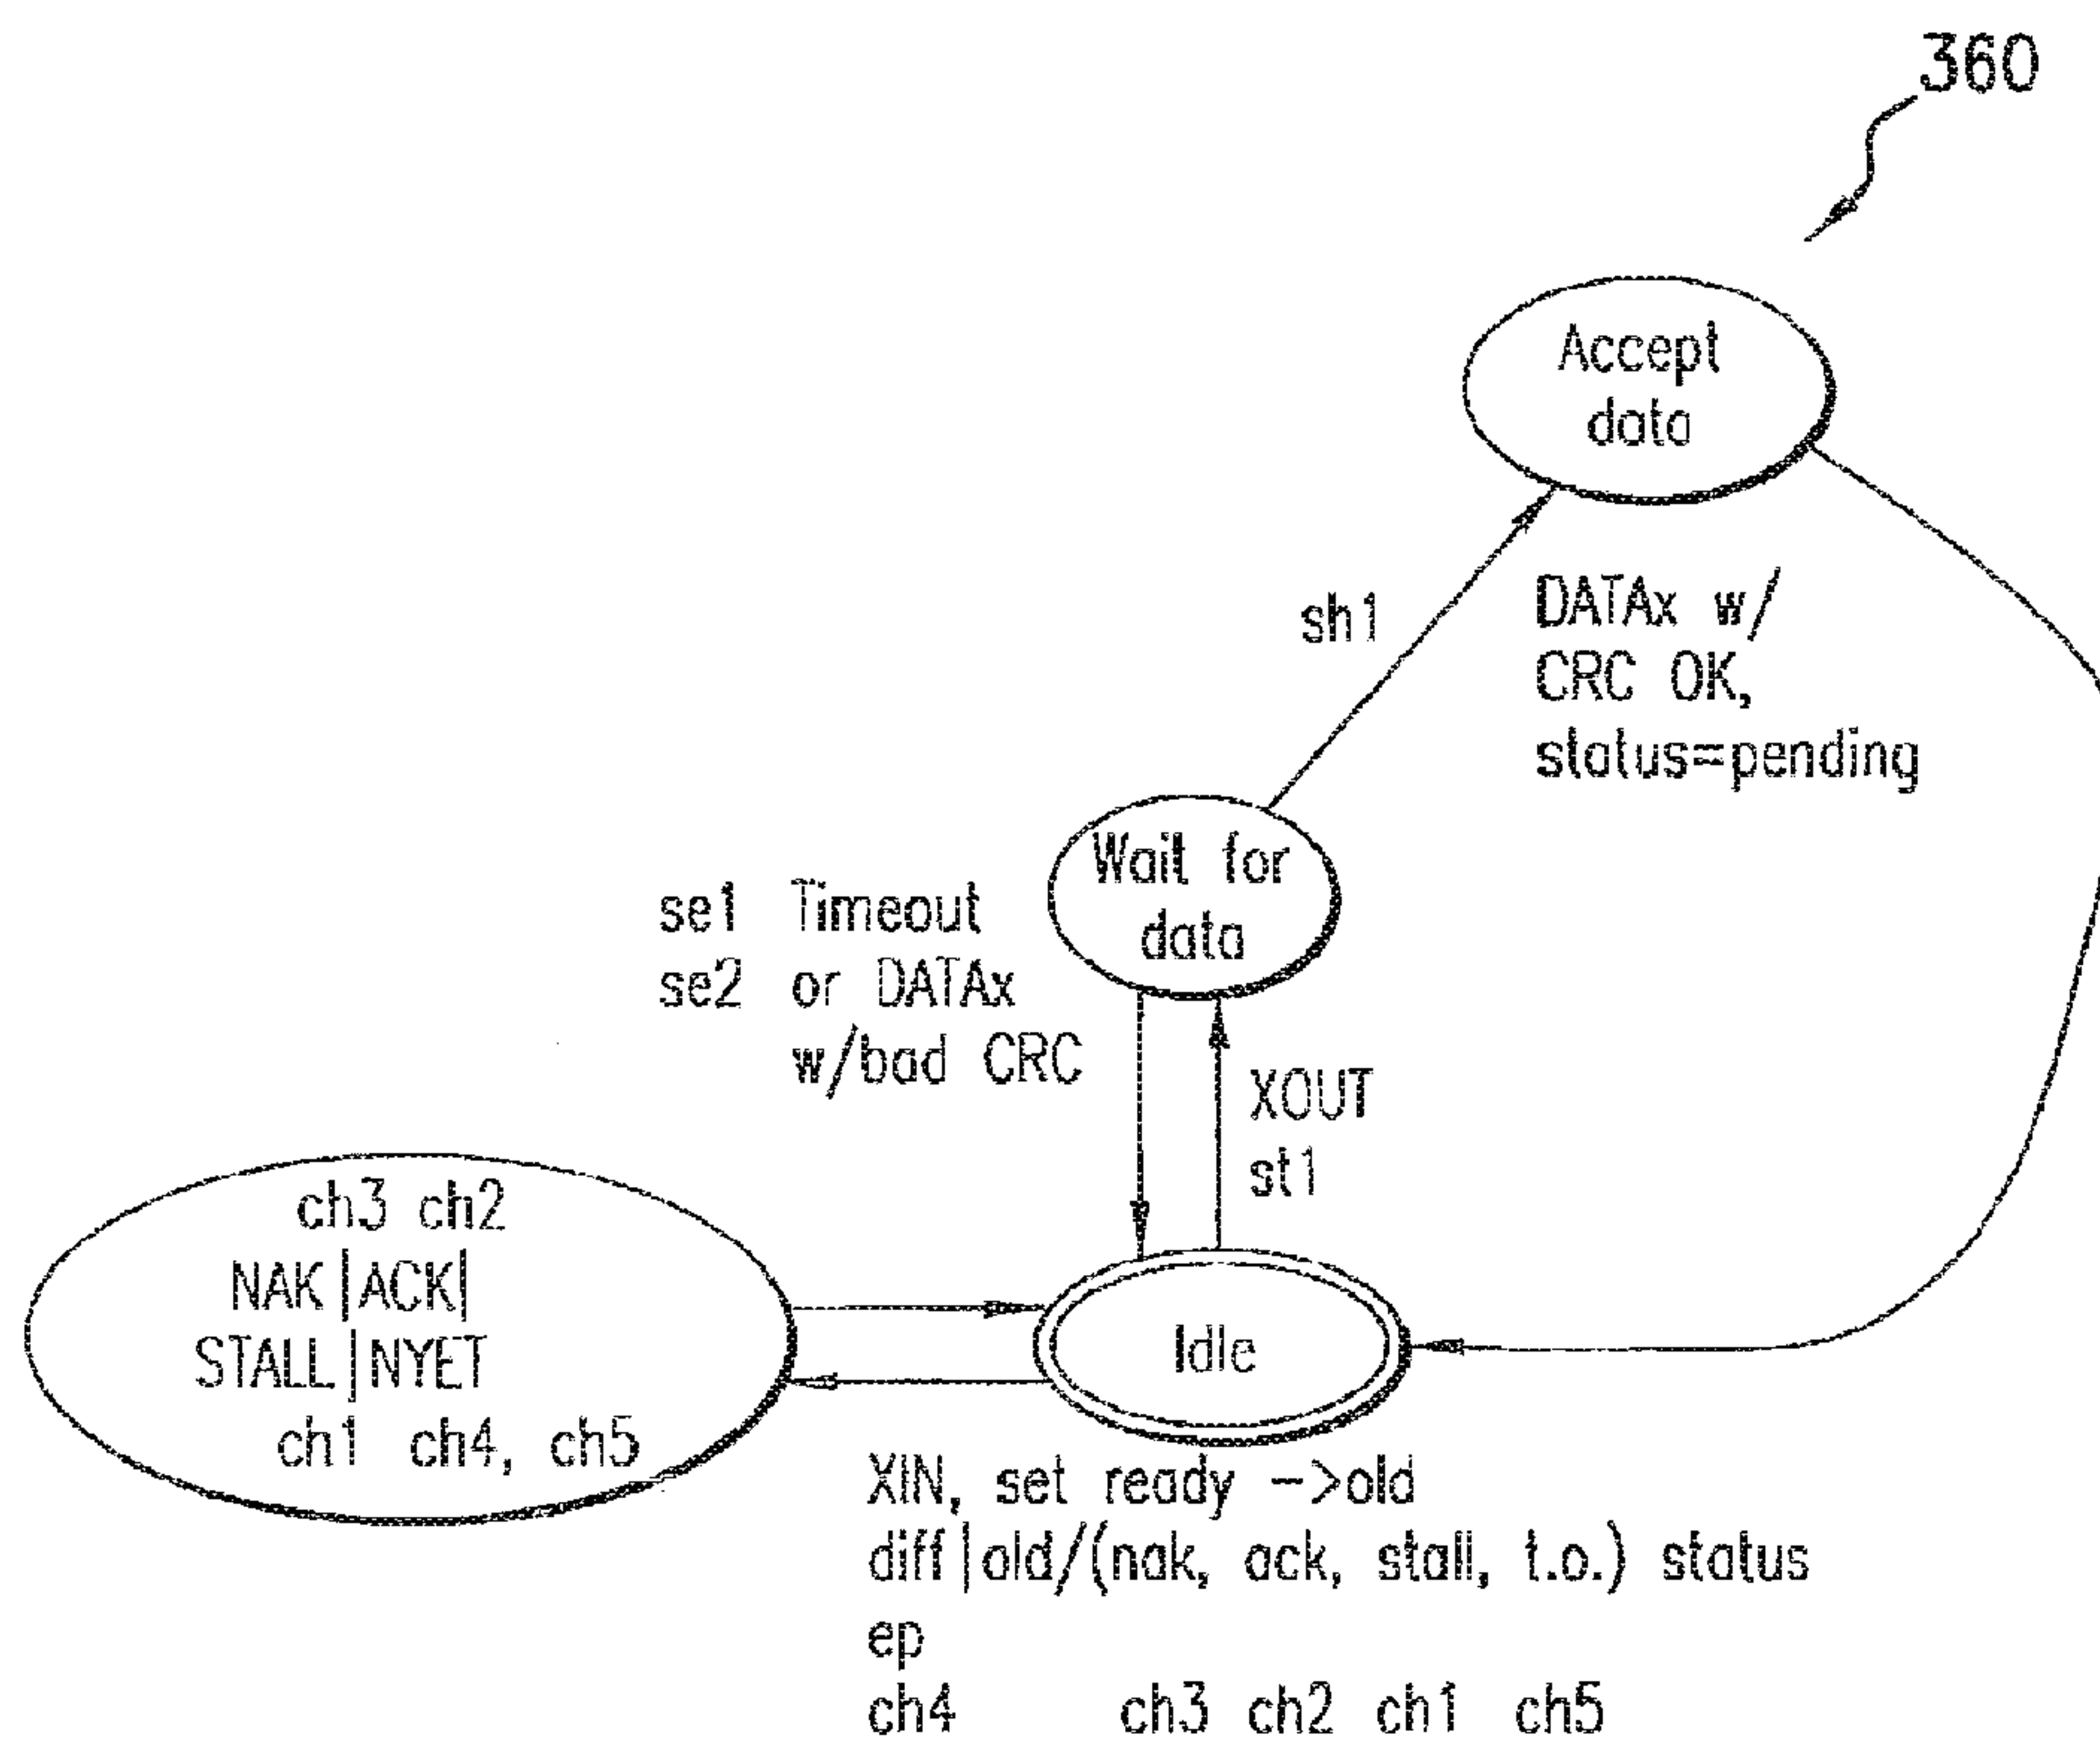 360
Accept
data
sh1
DATAx w/
CRC OK,
status=pending
Wait for
data
se1 Timeout
se2 or DATAx
w/bad CRC
XOUT
st1
ch3 ch2
NAK|ACK|
STALL|NYET
ch1 ch4, ch5
Idle
XIN, set ready ->old
diff|old/(nak, ack, stall, t.o.) status
ep
ch4 ch3 ch2 ch1 ch5